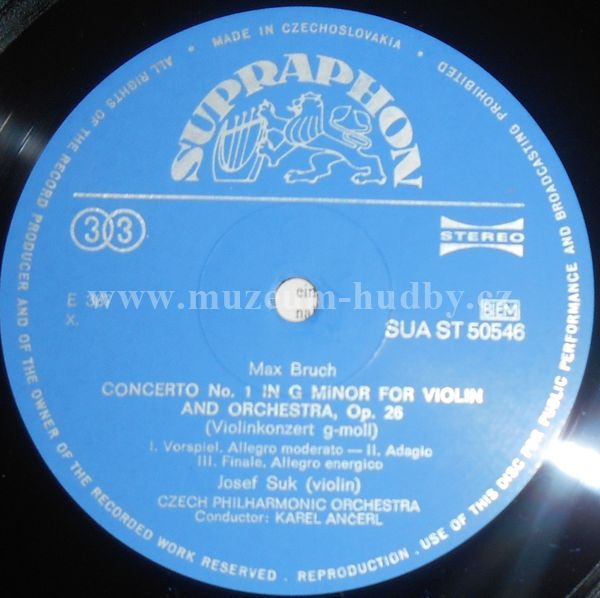 ALL RIGHTS OF THE RECORD PRODUCER AND OF THE OWNER OF THE RECORDED WORK RESERVED . REPRODUCTION . USE OF THIS DISC FOR PUBLIC PERFORMANCE AND BROADCASTING PROHIBITED
• MADE IN CZECHOSLOVAKIA •
SUPRAPHON
33
STEREO
www.muzeum-hudby.cz
E
X.
BIEM
SUA ST 50546
Max Bruch
CONCERTO No. 1 IN G MINOR FOR VIOLIN
AND ORCHESTRA, Op. 26
(Violinkonzert g-moll)
I. Vorspiel. Allegro moderato — II. Adagio
III. Finale. Allegro energico
Josef Suk (violin)
CZECH PHILHARMONIC ORCHESTRA
Conductor: KAREL ANČERL